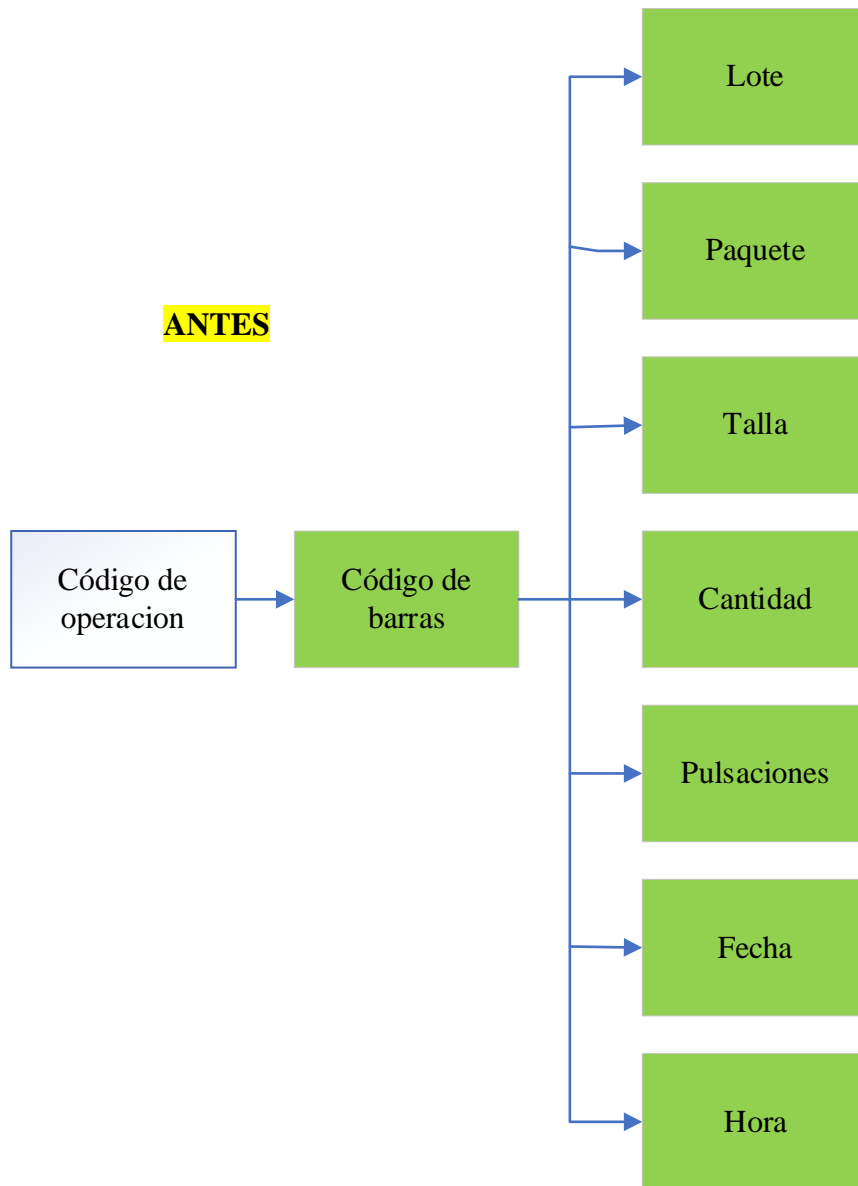 Lote
Paquete
ANTES
Talla
Código de
operacion
Código de
barras
Cantidad
Pulsaciones
Fecha
Hora